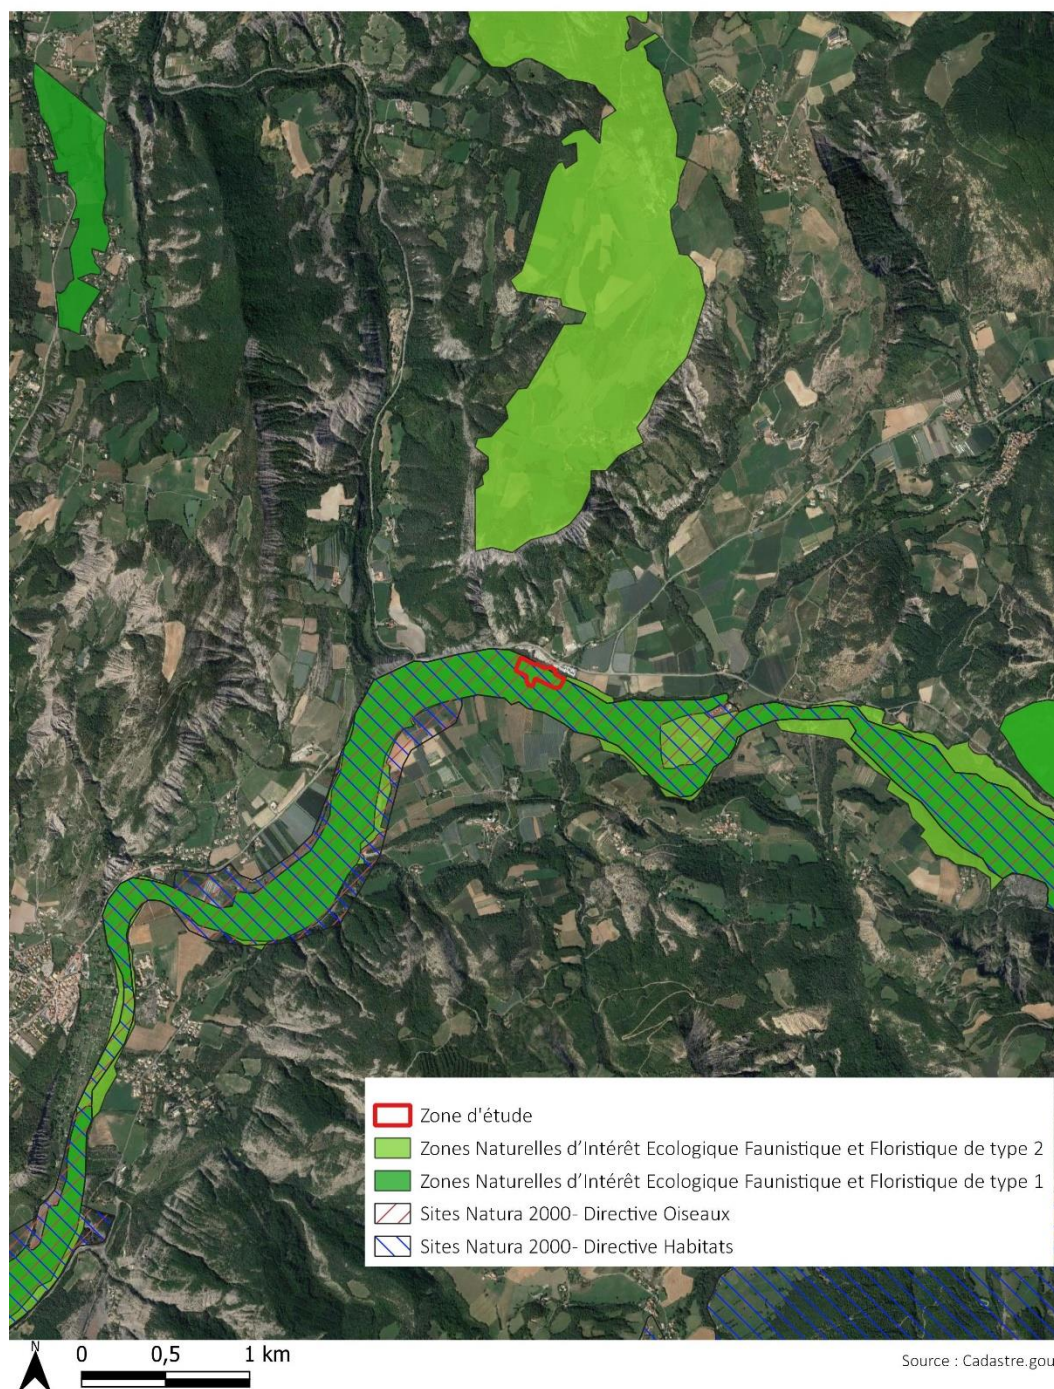 Zone d'étude
Zones Naturelles d'Intérêt Ecologique Faunistique et Floristique de type 2
Zones Naturelles d'Intérêt Ecologique Faunistique et Floristique de type 1
Sites Natura 2000- Directive Oiseaux
Sites Natura 2000- Directive Habitats
N
0 0,5 1 km
Source : Cadastre.gou